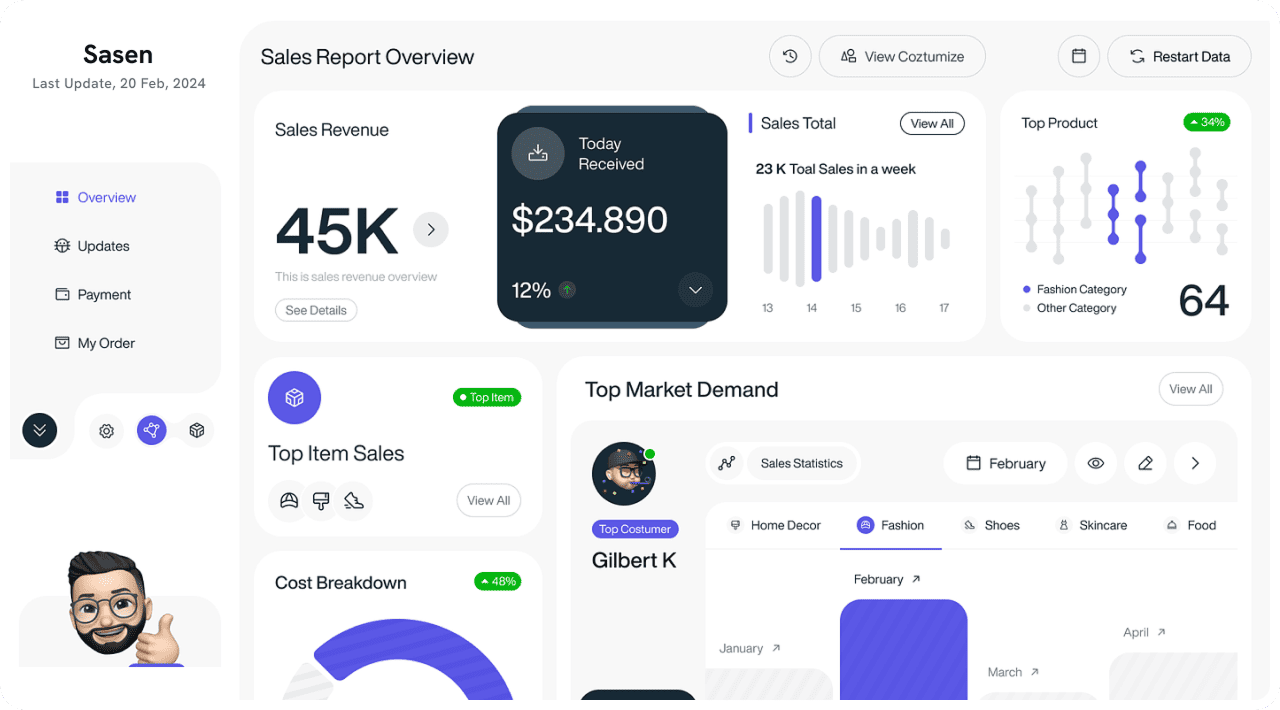 Sasen
Last Update, 20 Feb, 2024
Overview
Updates
Payment
My Order
Sales Report Overview
View Coztumize
Restart Data
Sales Revenue
45K
This is sales revenue overview
See Details
Today
Received
$234.890
12%
Sales Total
View All
23 K Toal Sales in a week
13 14 15 16 17
Top Product
34%
Fashion Category
Other Category
64
Top Item
Top Item Sales
View All
Cost Breakdown
48%
Top Market Demand
View All
Top Costumer
Gilbert K
Sales Statistics
February
Home Decor Fashion Shoes Skincare Food
January
February
March
April